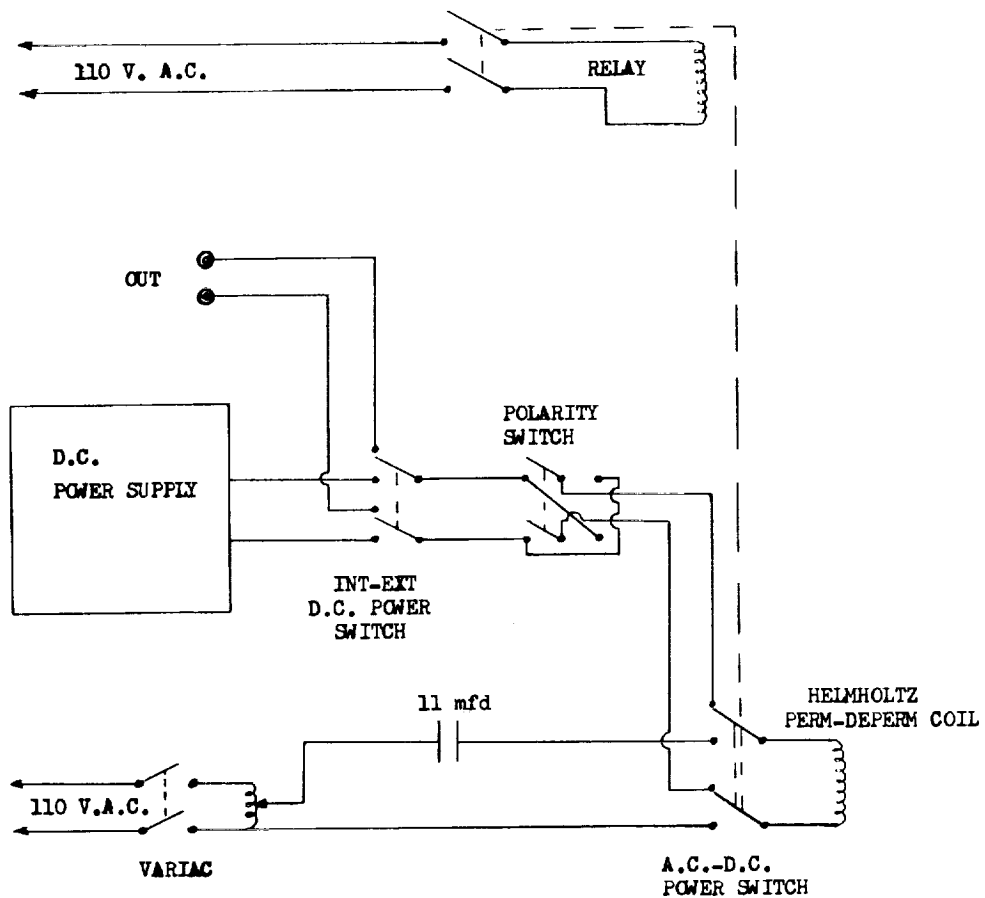 110 V. A.C.
RELAY
OUT
D.C.
POWER SUPPLY
POLARITY
SWITCH
INT-EXT
D.C. POWER
SWITCH
11 mfd
HELMHOLTZ
PERM-DEPERM COIL
110 V.A.C.
VARIAC
A.C.-D.C.
POWER SWITCH